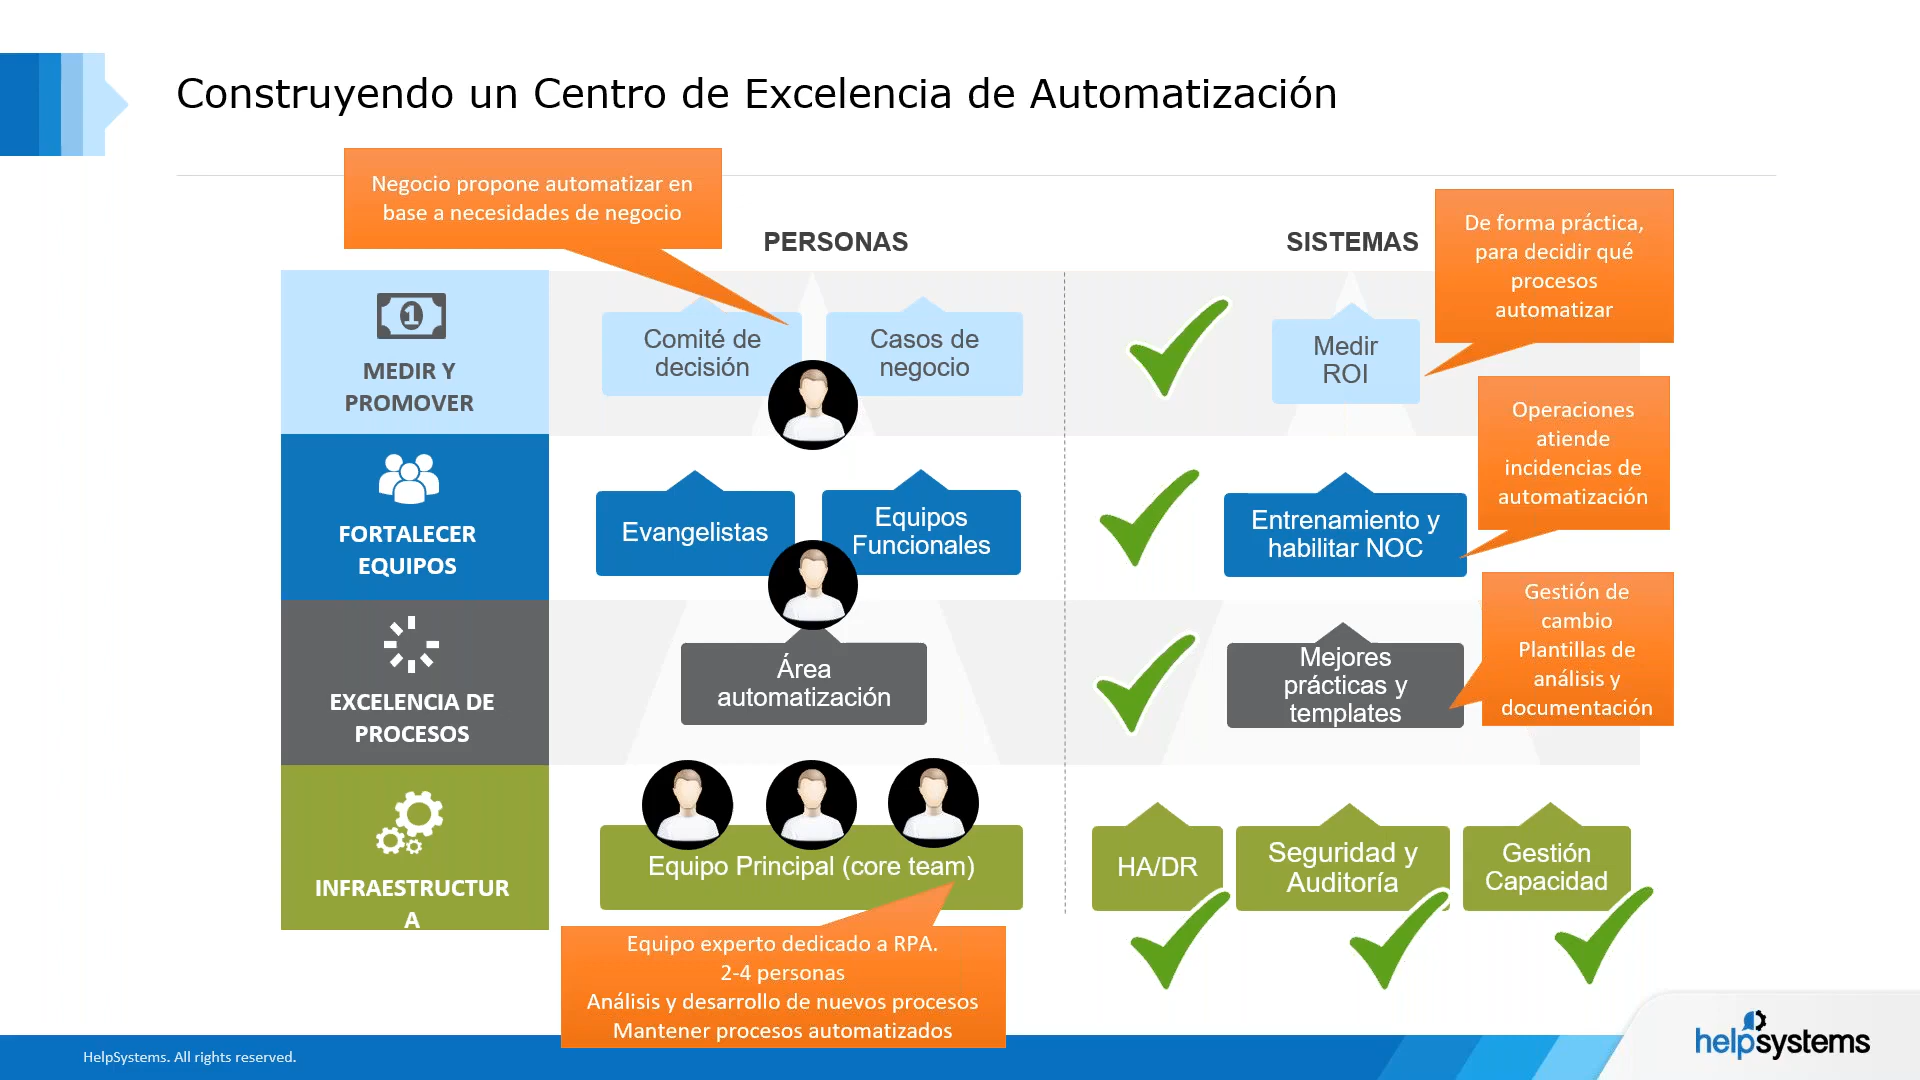 Construyendo un Centro de Excelencia de Automatización
Negocio propone automatizar en
base a necesidades de negocio
PERSONAS
SISTEMAS
De forma práctica,
para decidir qué
procesos
automatizar
1
MEDIR Y
PROMOVER
Comité de
decisión
Casos de
negocio
Medir
ROI
Operaciones
atiende
incidencias de
automatización
FORTALECER
EQUIPOS
Evangelistas
Equipos
Funcionales
Entrenamiento y
habilitar NOC
Gestión de
cambio
Plantillas de
análisis y
documentación
EXCELENCIA DE
PROCESOS
Área
automatización
Mejores
prácticas y
templates
INFRAESTRUCTUR
A
Equipo Principal (core team)
HA/DR
Seguridad y
Auditoría
Gestión
Capacidad
Equipo experto dedicado a RPA.
2-4 personas
Análisis y desarrollo de nuevos procesos
Mantener procesos automatizados
HelpSystems. All rights reserved.
helpsystems